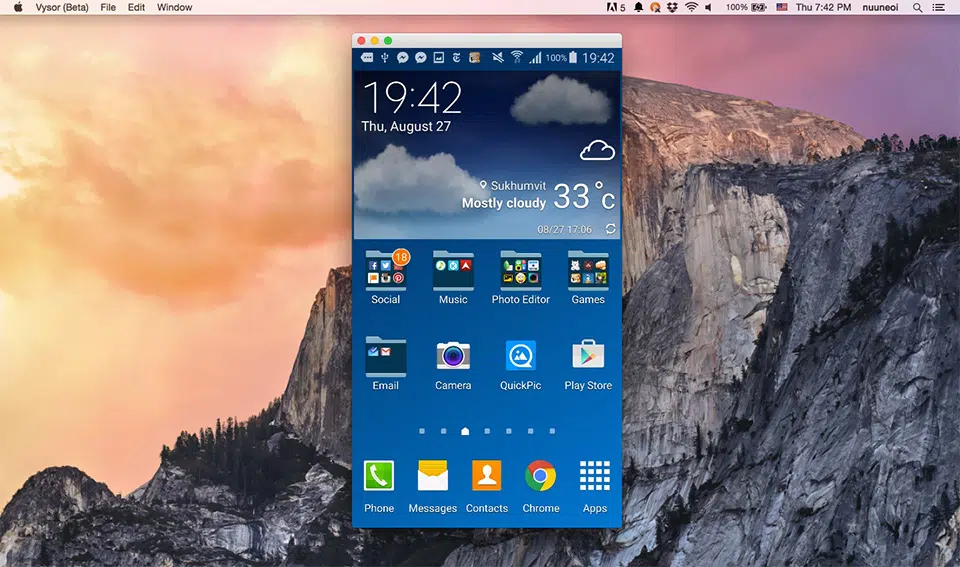 Vysor (Beta) File Edit Window 5 100% Thu 7:42 PM nuuneoi
100% 19:42
19:42
Thu, August 27
Sukhumvit
Mostly cloudy 33°C
08/27 17:06
18
Social Music Photo Editor Games
Email Camera QuickPic Play Store
Phone Messages Contacts Chrome Apps